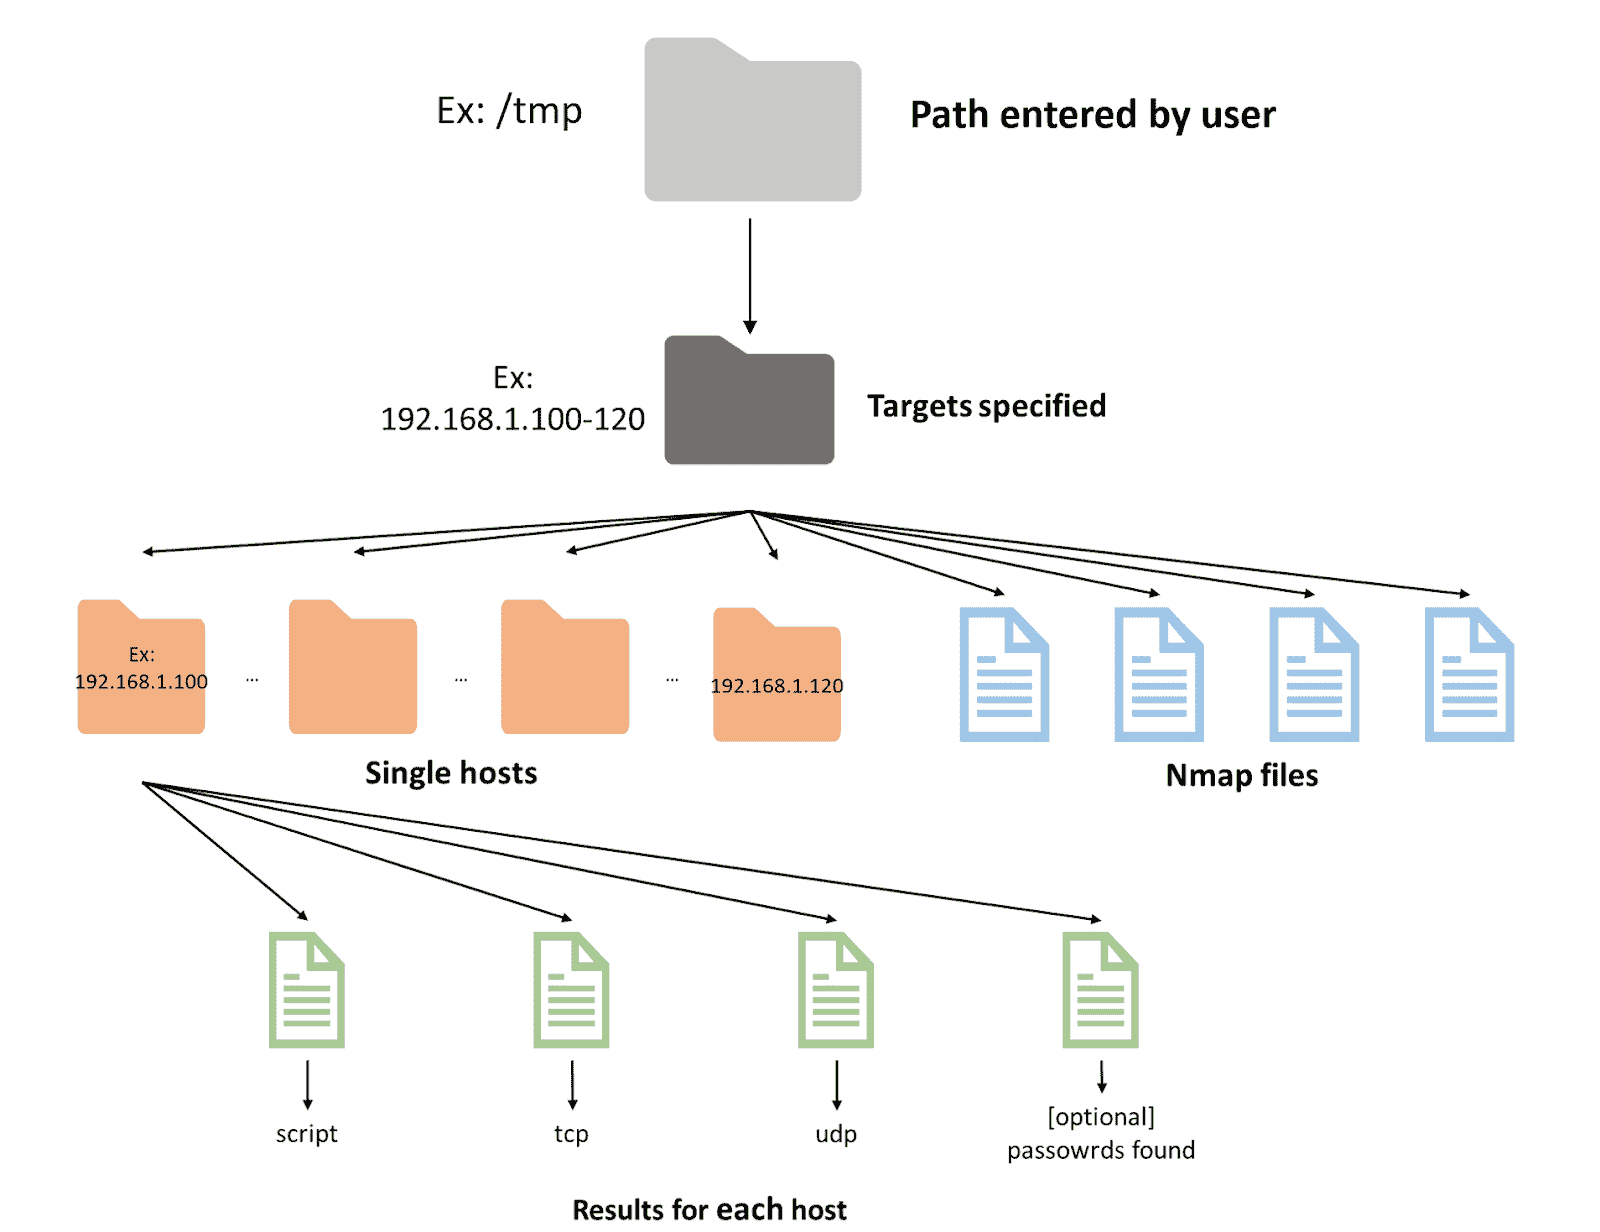 Ex: /tmp
Path entered by user
Ex:
192.168.1.100-120
Targets specified
Ex:
192.168.1.100
...
...
...
192.168.1.120
Single hosts
Nmap files
script
tcp
udp
[optional]
passowrds found
Results for each host